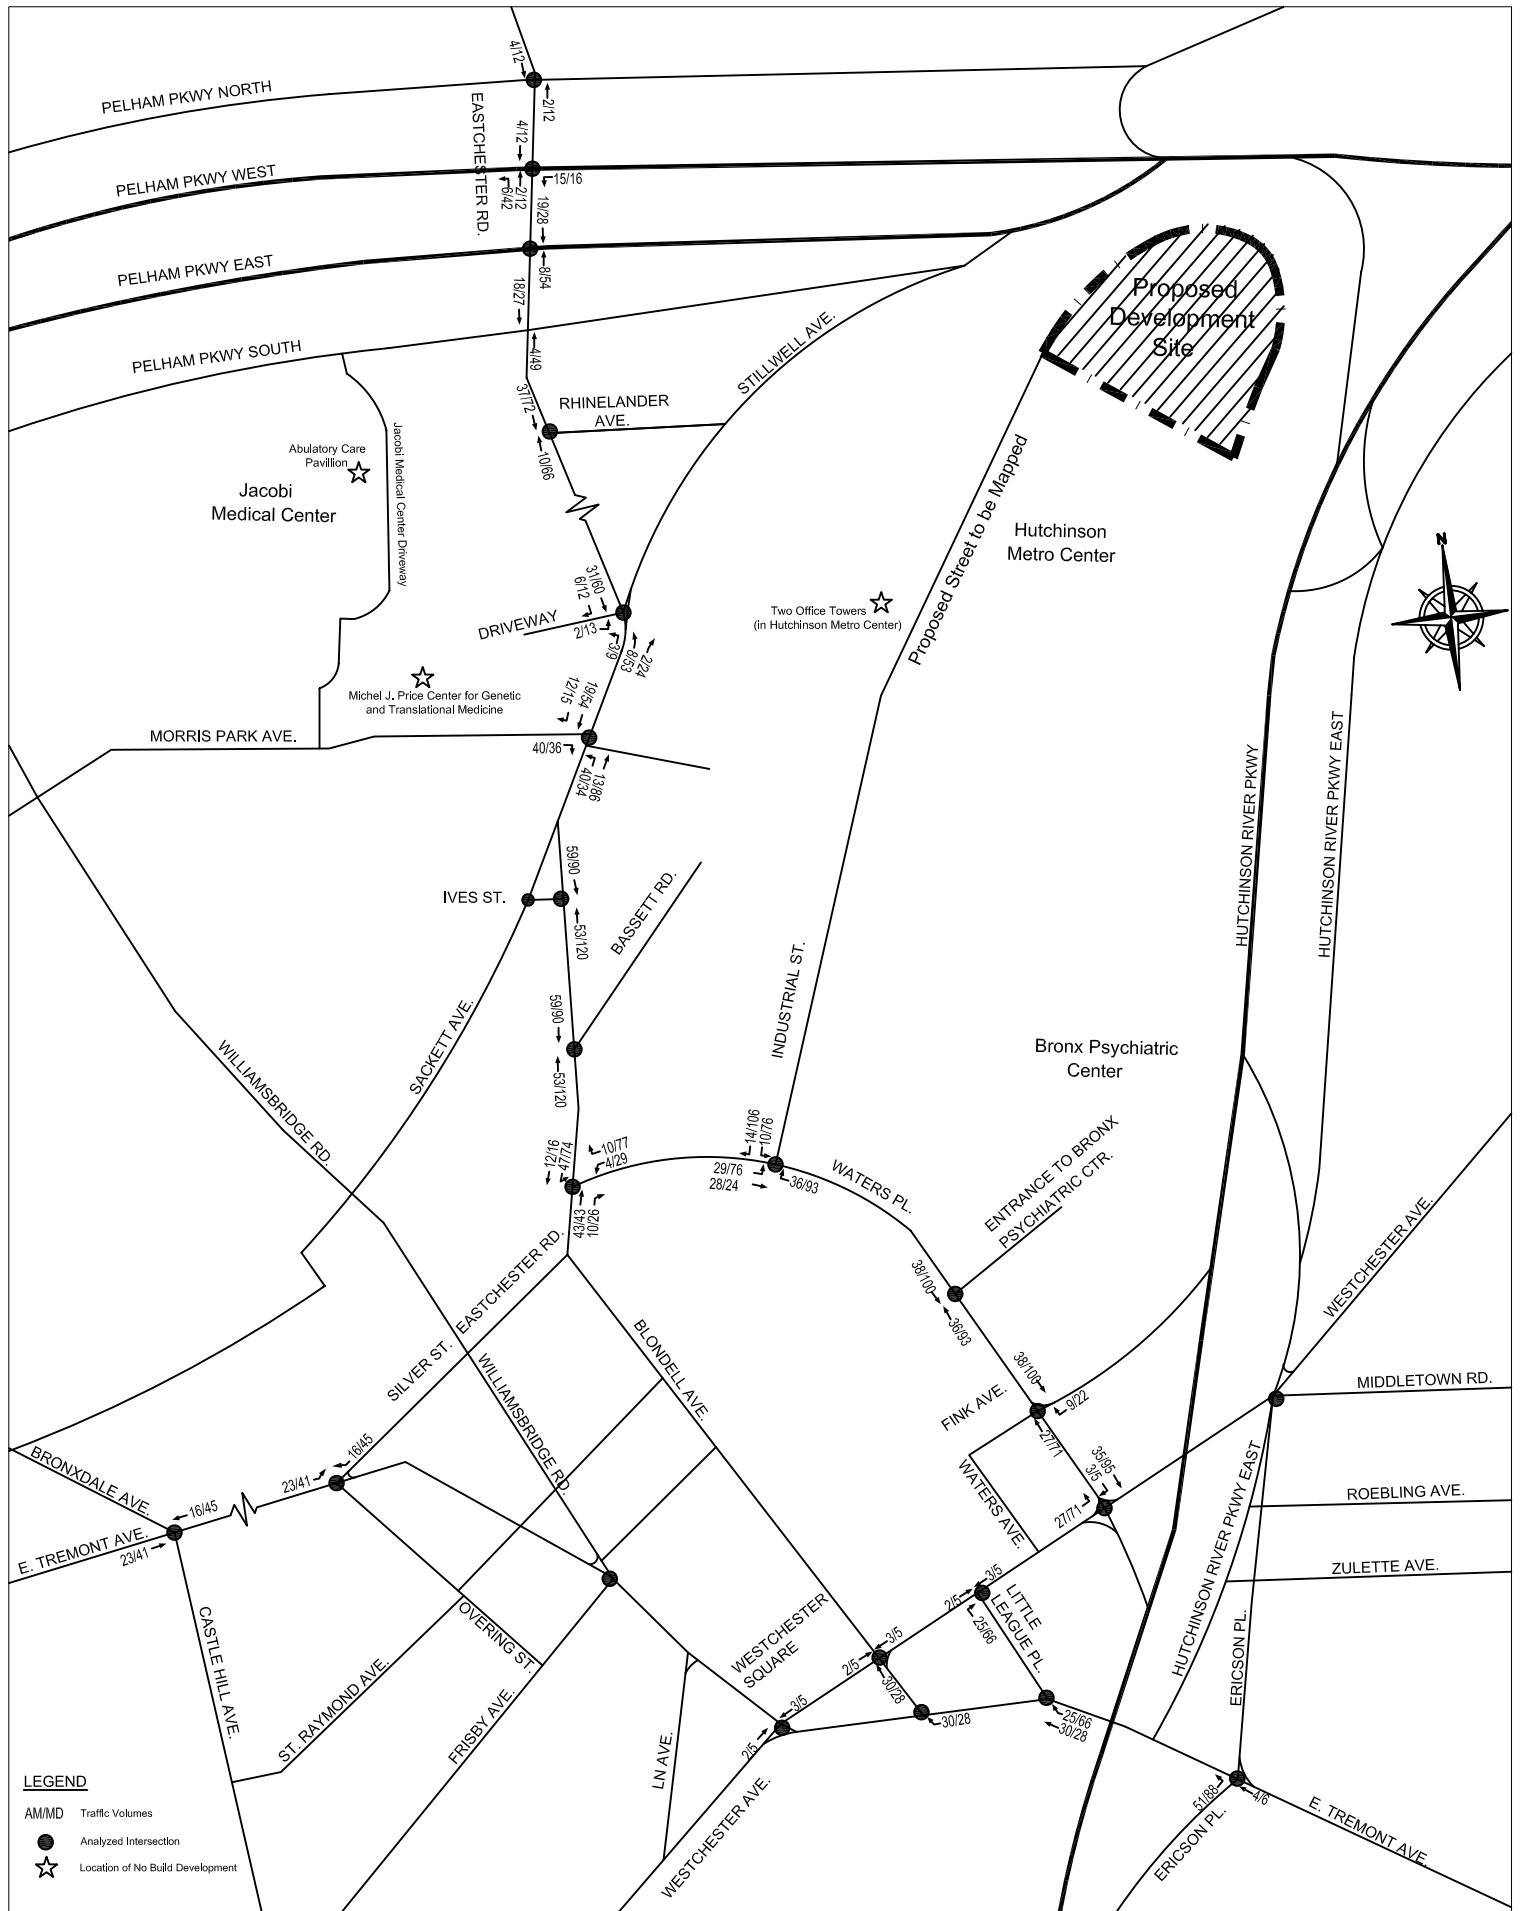 4/12
PELHAM PKWY NORTH
2/12
EASTCHESTER RD.
4/12
PELHAM PKWY WEST
15/16
6/42
2/12
19/28
PELHAM PKWY EAST
8/54
18/27
PELHAM PKWY SOUTH
4/49
STILLWELL AVE.
Proposed
Development
Site
37/72
RHINELANDER
AVE.
10/66
Abulatory Care
Pavillion
Jacobi
Medical Center
Jacobi Medical Center Driveway
Proposed Street to be Mapped
Hutchinson
Metro Center
N
31/60
6/12
DRIVEWAY
2/13
3/9
8/53
2/24
Two Office Towers
(in Hutchinson Metro Center)
Michel J. Price Center for Genetic
and Translational Medicine
12/15
19/54
MORRIS PARK AVE.
40/36
40/34
13/86
HUTCHINSON RIVER PKWY
HUTCHINSON RIVER PKWY EAST
59/90
IVES ST.
53/120
BASSETT RD.
INDUSTRIAL ST.
59/90
SACKETT AVE.
53/120
WILLIAMSBRIDGE RD.
Bronx Psychiatric
Center
12/16
47/74
10/77
4/29
14/106
10/76
29/76
28/24
36/93
WATERS PL.
ENTRANCE TO BRONX
PSYCHIATRIC CTR.
43/43
10/26
EASTCHESTER RD.
WESTCHESTER AVE.
38/100
36/93
SILVER ST.
WILLIAMSBRIDGE RD.
BLONDELL AVE.
38/100
9/22
FINK AVE.
27/71
MIDDLETOWN RD.
BRONXDALE AVE.
16/45
23/41
WATERS AVE.
35/95
3/5
27/71
HUTCHINSON RIVER PKWY EAST
ROEBLING AVE.
16/45
E. TREMONT AVE.
23/41
ZULETTE AVE.
3/5
2/5
25/66
LITTLE
LEAGUE PL.
CASTLE HILL AVE.
OVERING ST.
WESTCHESTER
SQUARE
3/5
2/5
30/28
ERICSON PL.
ST. RAYMOND AVE.
FRISBY AVE.
3/5
2/5
30/28
25/66
30/28
LN AVE.
LEGEND
AM/MD Traffic Volumes
Analyzed Intersection
Location of No Build Development
WESTCHESTER AVE.
51/88
4/6
ERICSON PL.
E. TREMONT AVE.